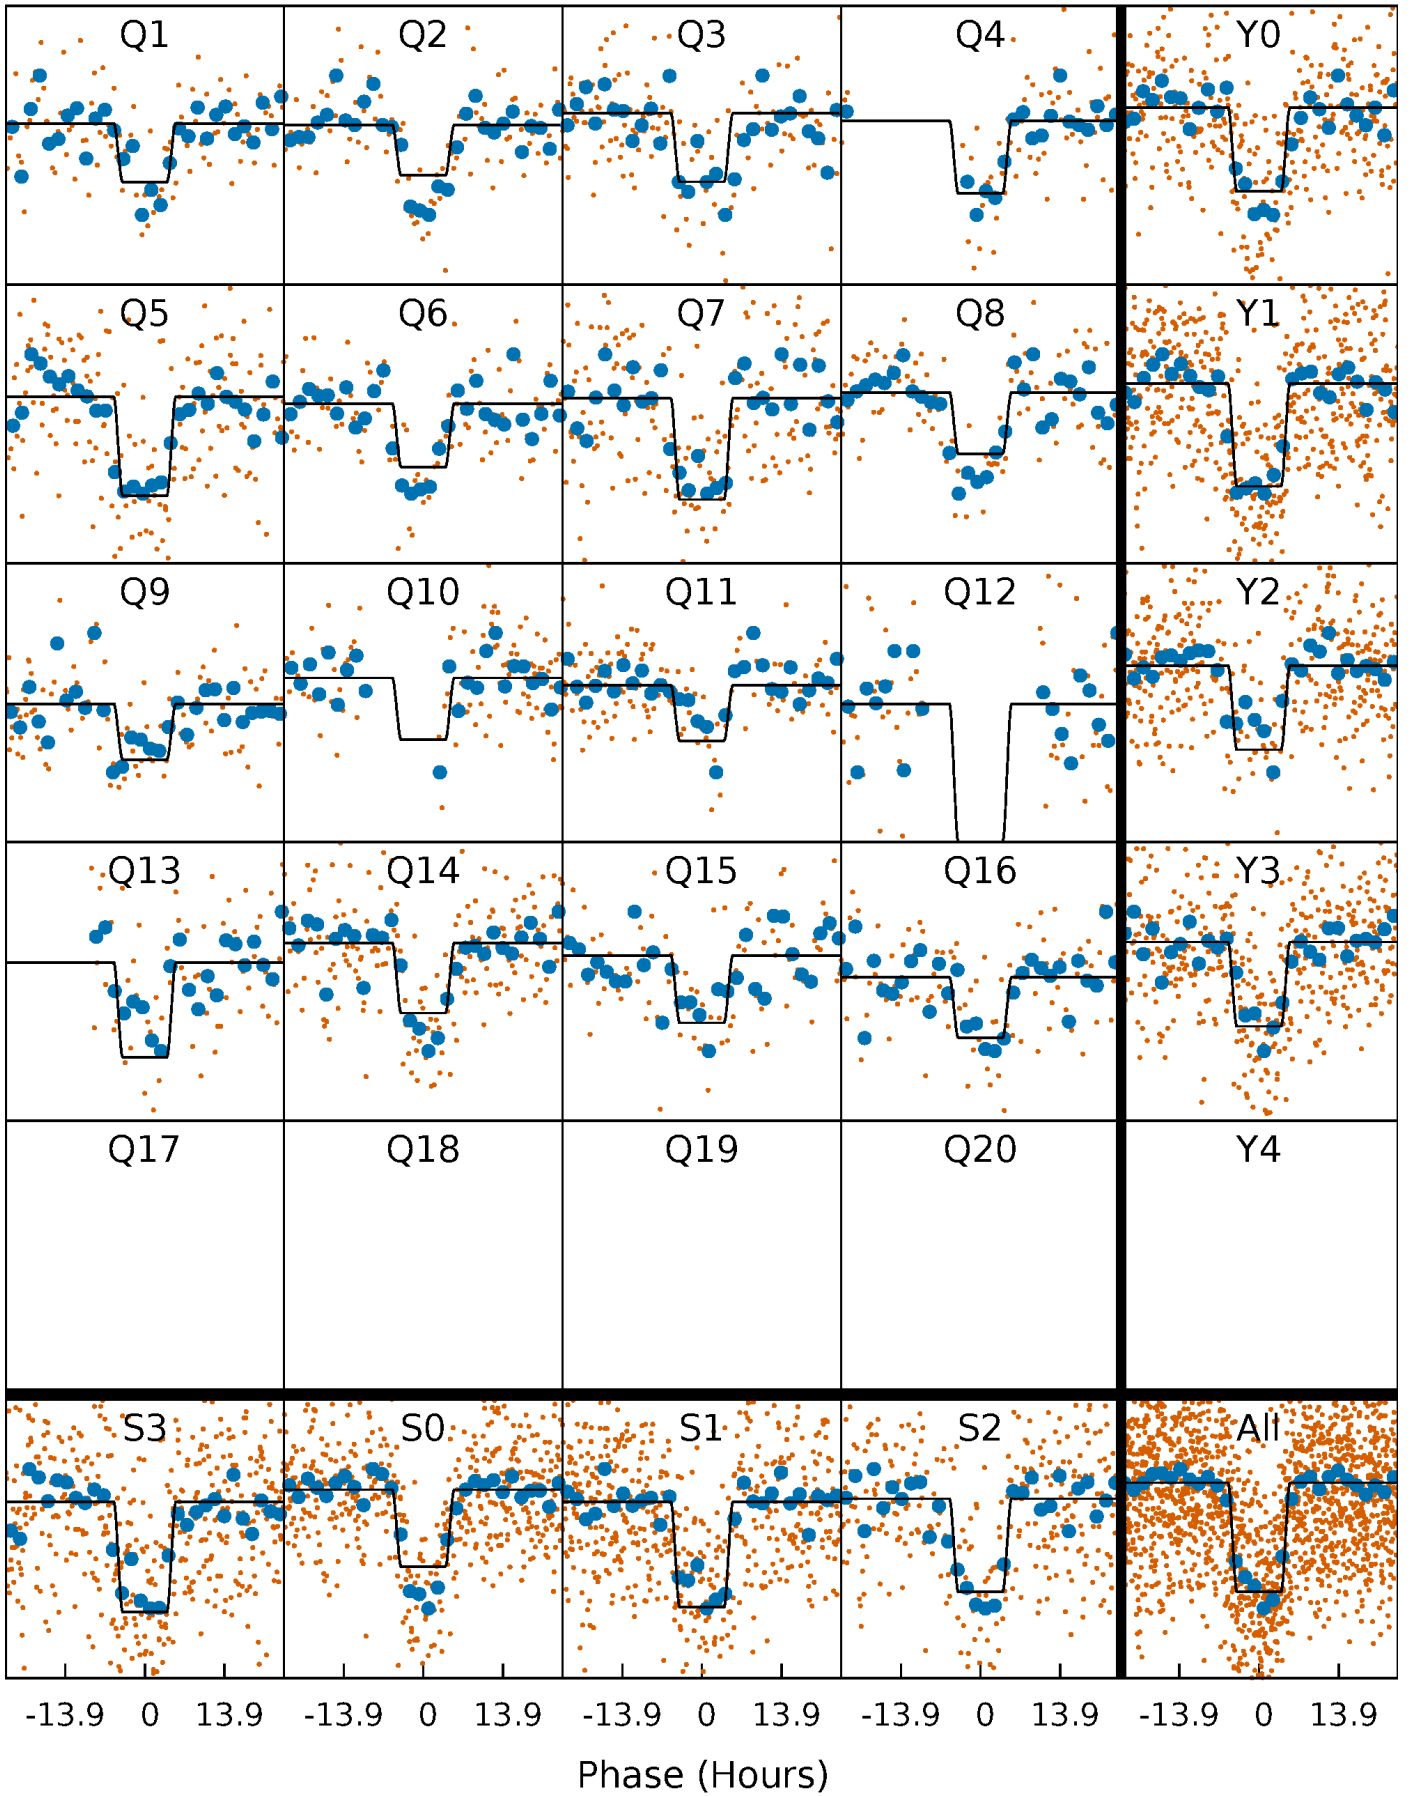 Q1 Q2 Q3 Q4 Y0
Q5 Q6 Q7 Q8 Y1
Q9 Q10 Q11 Q12 Y2
Q13 Q14 Q15 Q16 Y3
Q17 Q18 Q19 Q20 Y4
S3 S0 S1 S2 All
-13.9 0 13.9 -13.9 0 13.9 -13.9 0 13.9 -13.9 0 13.9 -13.9 0 13.9
Phase (Hours)